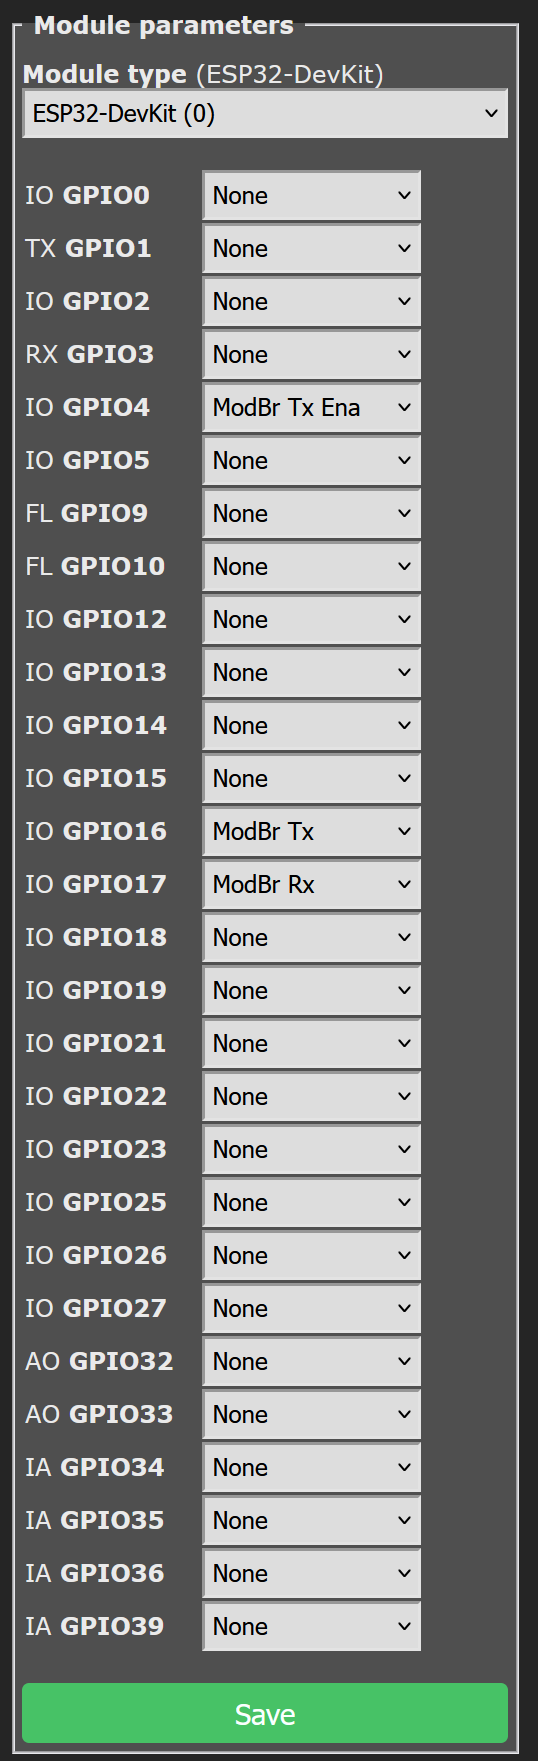 Module parameters
Module type (ESP32-DevKit)
ESP32-DevKit (0)
IO GPIO0 None
TX GPIO1 None
IO GPIO2 None
RX GPIO3 None
IO GPIO4 ModBr Tx Ena
IO GPIO5 None
FL GPIO9 None
FL GPIO10 None
IO GPIO12 None
IO GPIO13 None
IO GPIO14 None
IO GPIO15 None
IO GPIO16 ModBr Tx
IO GPIO17 ModBr Rx
IO GPIO18 None
IO GPIO19 None
IO GPIO21 None
IO GPIO22 None
IO GPIO23 None
IO GPIO25 None
IO GPIO26 None
IO GPIO27 None
AO GPIO32 None
AO GPIO33 None
IA GPIO34 None
IA GPIO35 None
IA GPIO36 None
IA GPIO39 None
Save